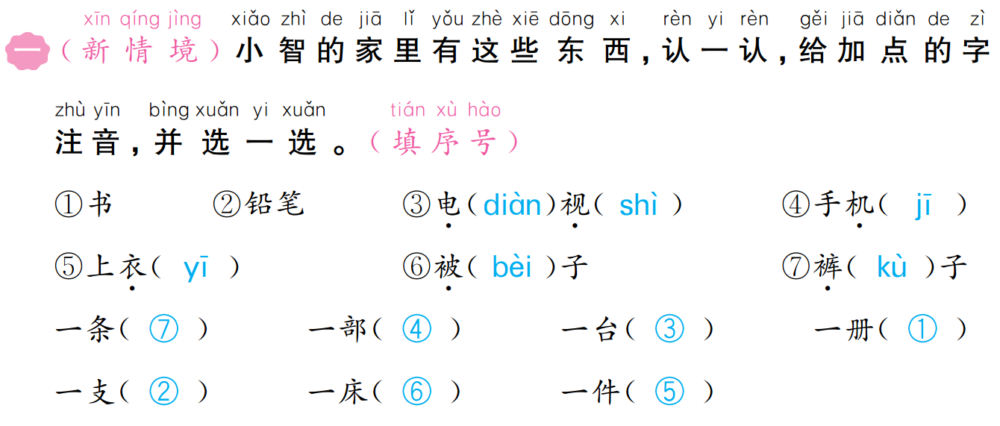 xīn qíng jìng xiǎo zhì de jiā lǐ yǒu zhè xiē dōng xi rèn yi rèn gěi jiā diǎn de zì
一（新情境）小智的家里有这些东西，认一认，给加点的字
zhù yīn bìng xuǎn yi xuǎn tián xù hào
注音，并选一选。（填序号）
①书 ②铅笔 ③电（diàn）视（shì） ④手机（jī）
⑤上衣（yī） ⑥被（bèi）子 ⑦裤（kù）子
一条（⑦） 一部（④） 一台（③） 一册（①）
一支（②） 一床（⑥） 一件（⑤）